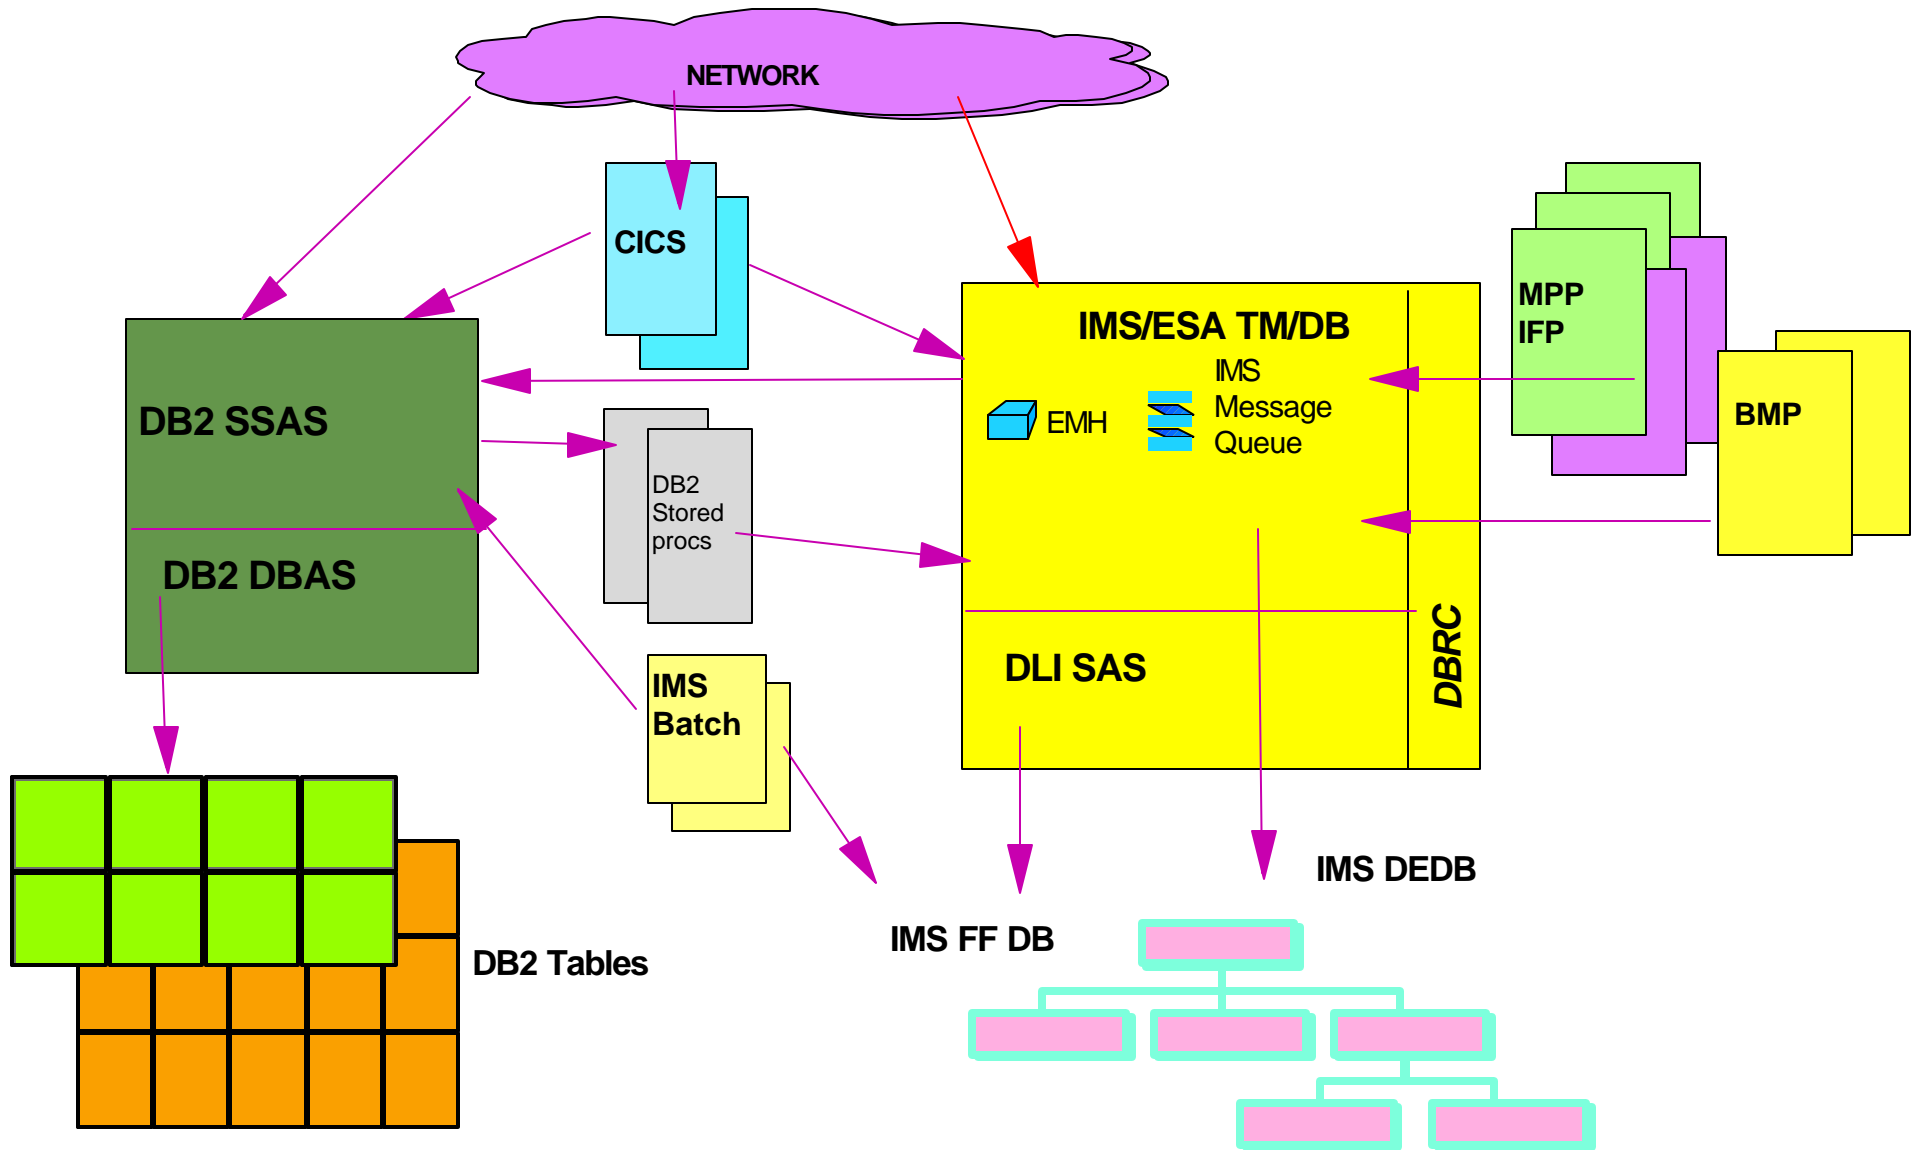 NETWORK
CICS
IMS/ESA TM/DB
IMS
Message
Queue
EMH
MPP
IFP
BMP
DB2 SSAS
DB2
Stored
procs
DB2 DBAS
DLI SAS
DBRC
IMS
Batch
IMS DEDB
IMS FF DB
DB2 Tables